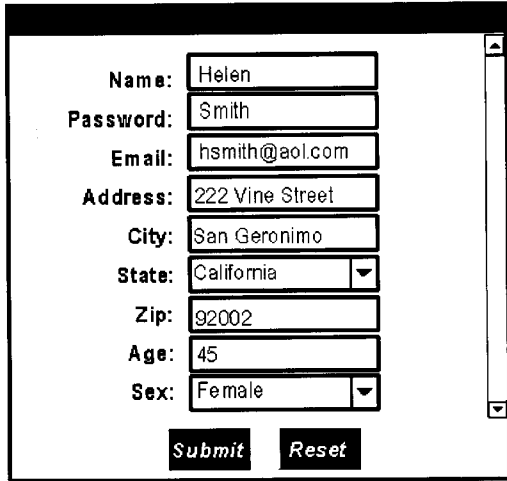 Name: Helen
Password: Smith
Email: hsmith@aol.com
Address: 222 Vine Street
City: San Geronimo
State: California
Zip: 92002
Age: 45
Sex: Female
Submit Reset